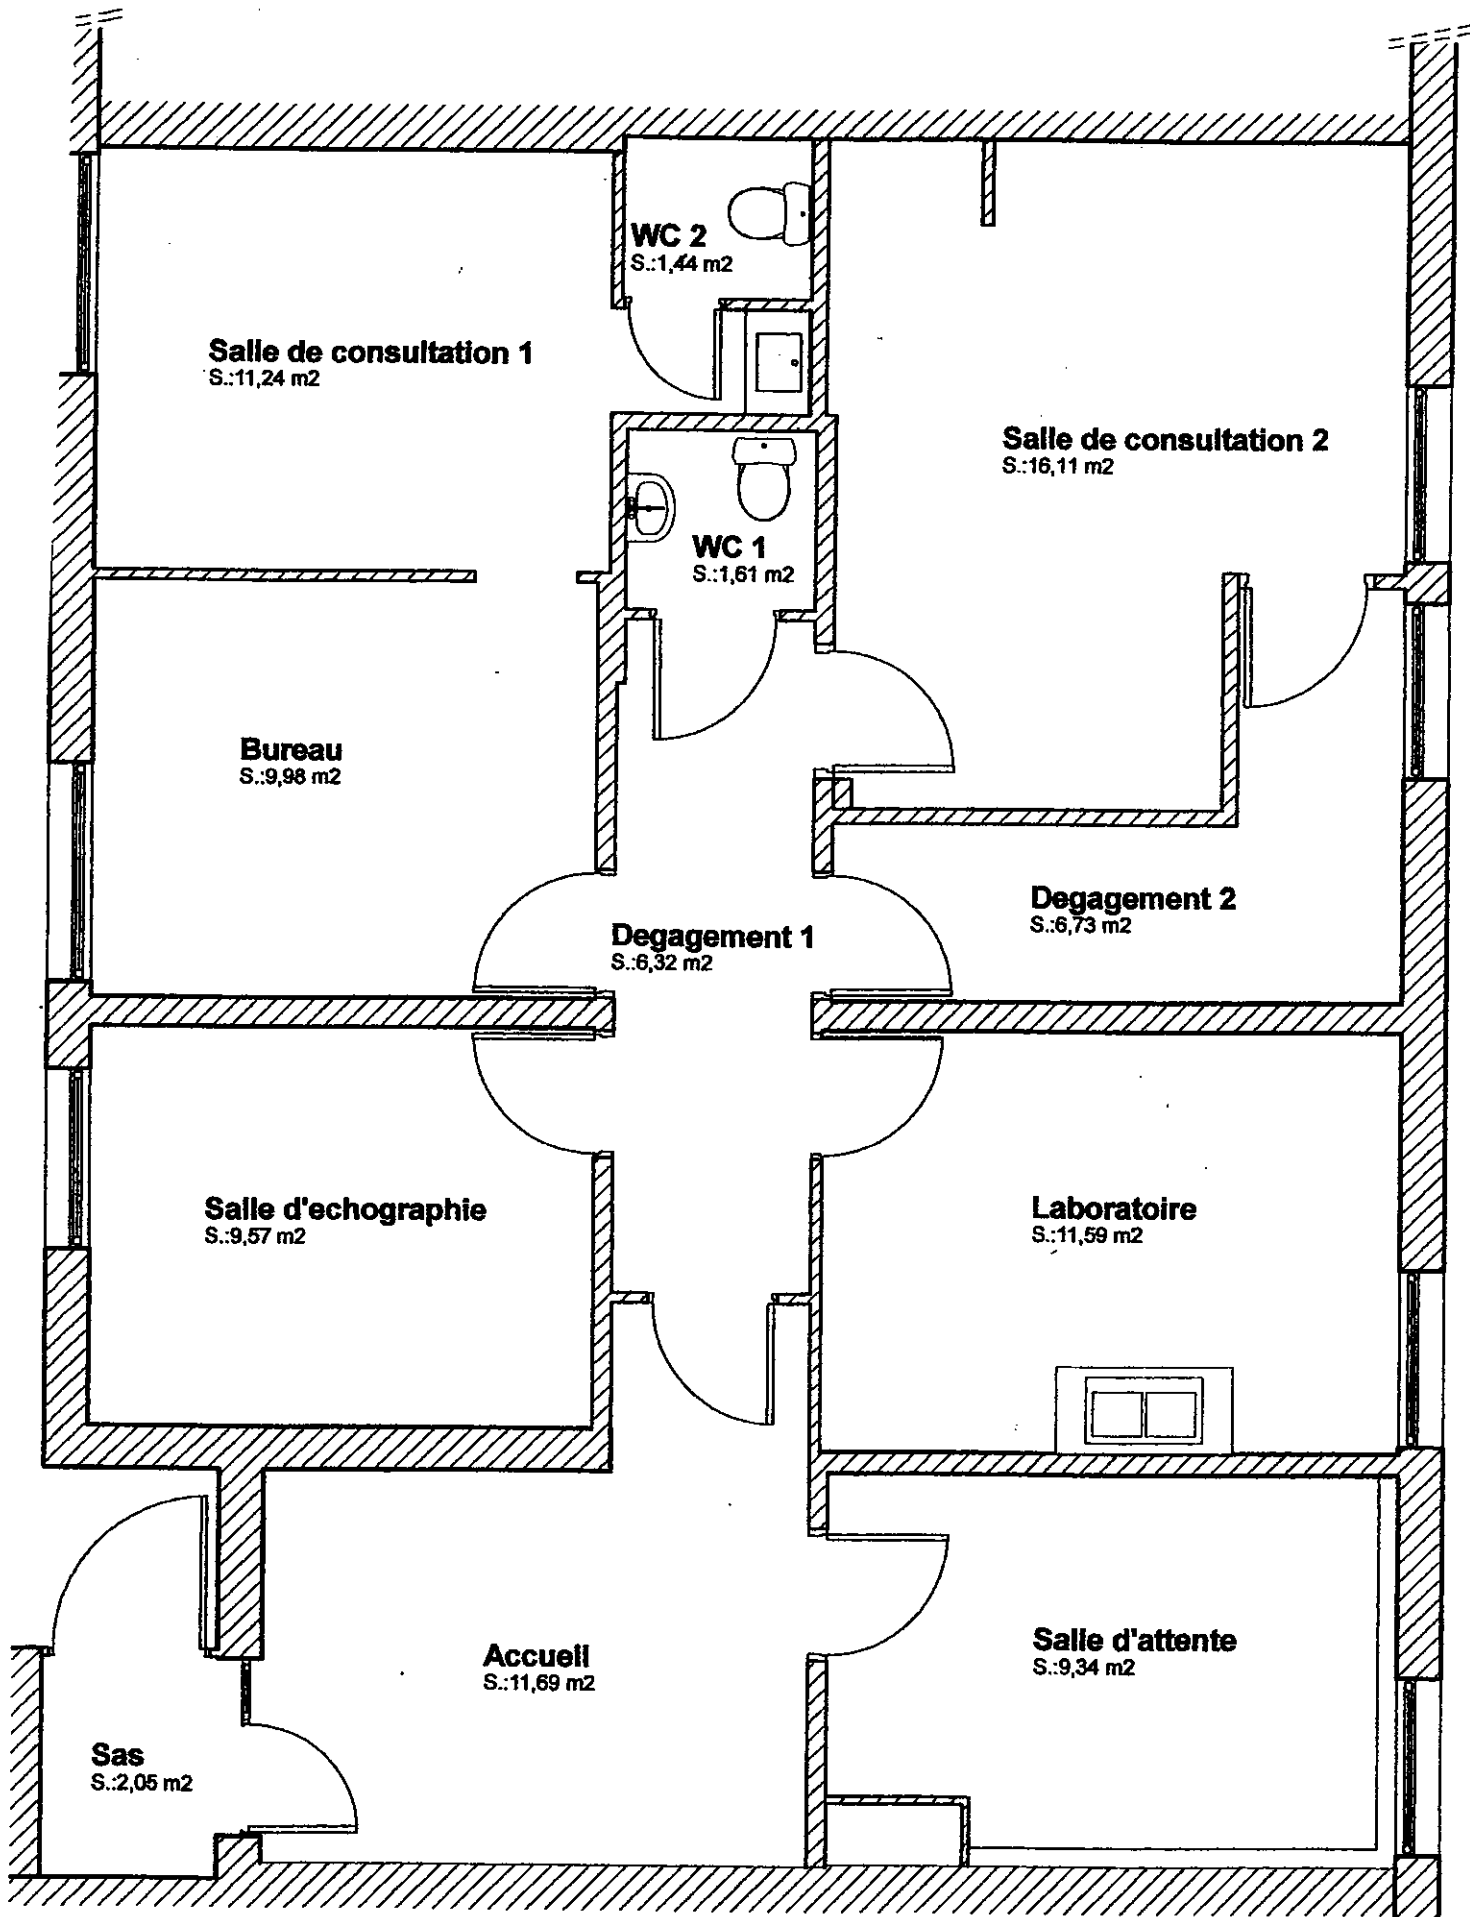 WC 2
S.:1,44 m2
Salle de consultation 1
S.:11,24 m2
Salle de consultation 2
S.:16,11 m2
WC 1
S.:1,61 m2
Bureau
S.:9,98 m2
Degagement 2
S.:6,73 m2
Degagement 1
S.:6,32 m2
Salle d'echographie
S.:9,57 m2
Laboratoire
S.:11,59 m2
Accueil
S.:11,69 m2
Salle d'attente
S.:9,34 m2
Sas
S.:2,05 m2